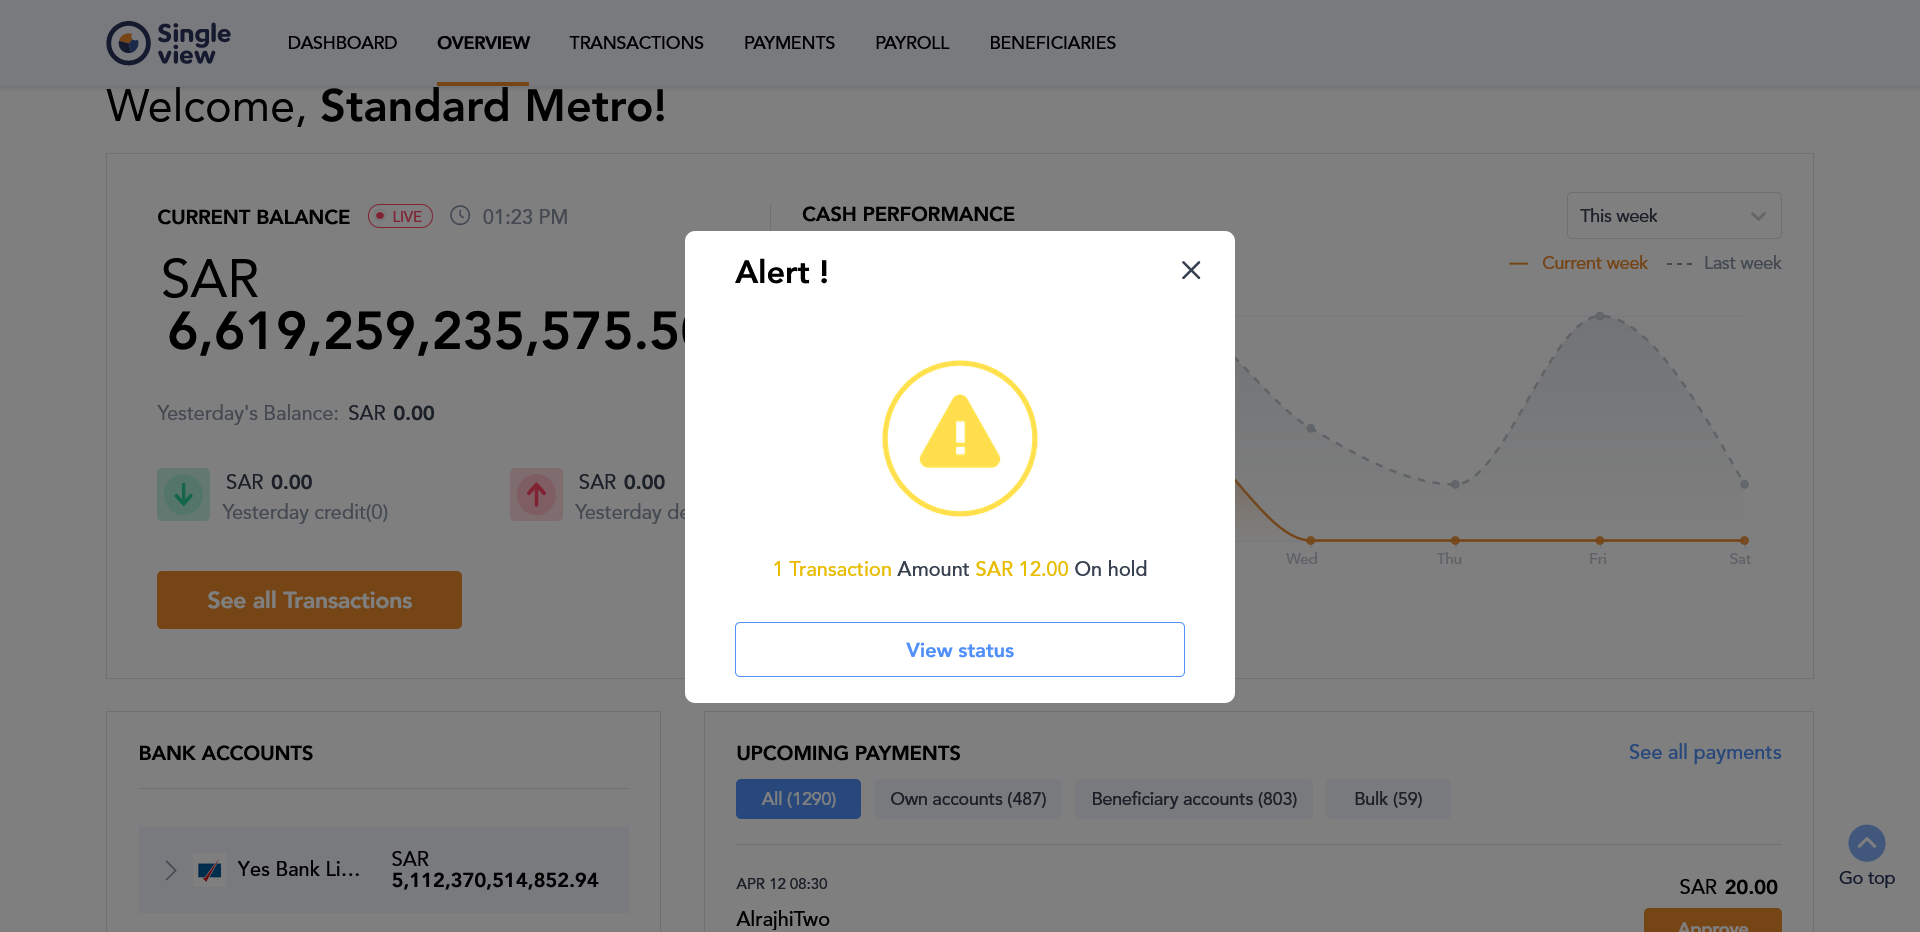 Single
view
DASHBOARD OVERVIEW TRANSACTIONS PAYMENTS PAYROLL BENEFICIARIES
Welcome, Standard Metro!
CURRENT BALANCE LIVE 01:23 PM
SAR
6,619,259,235,575.5
Yesterday's Balance: SAR 0.00
SAR 0.00
Yesterday credit(0)
SAR 0.00
Yesterday
See all Transactions
CASH PERFORMANCE
This week
Current week Last week
Wed Thu Fri Sat
Alert !
1 Transaction Amount SAR 12.00 On hold
View status
BANK ACCOUNTS
Yes Bank Li...
SAR
5,112,370,514,852.94
UPCOMING PAYMENTS
See all payments
All (1290) Own accounts (487) Beneficiary accounts (803) Bulk (59)
APR 12 08:30
AlrajhiTwo
SAR 20.00
Approve
Go top